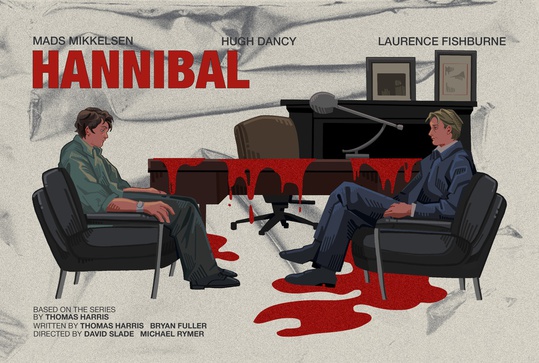 MADS MIKKELSEN HUGH DANCY LAURENCE FISHBURNE
HANNIBAL
BASED ON THE SERIES
BY THOMAS HARRIS
WRITTEN BY THOMAS HARRIS BRYAN FULLER
DIRECTED BY DAVID SLADE MICHAEL RYMER